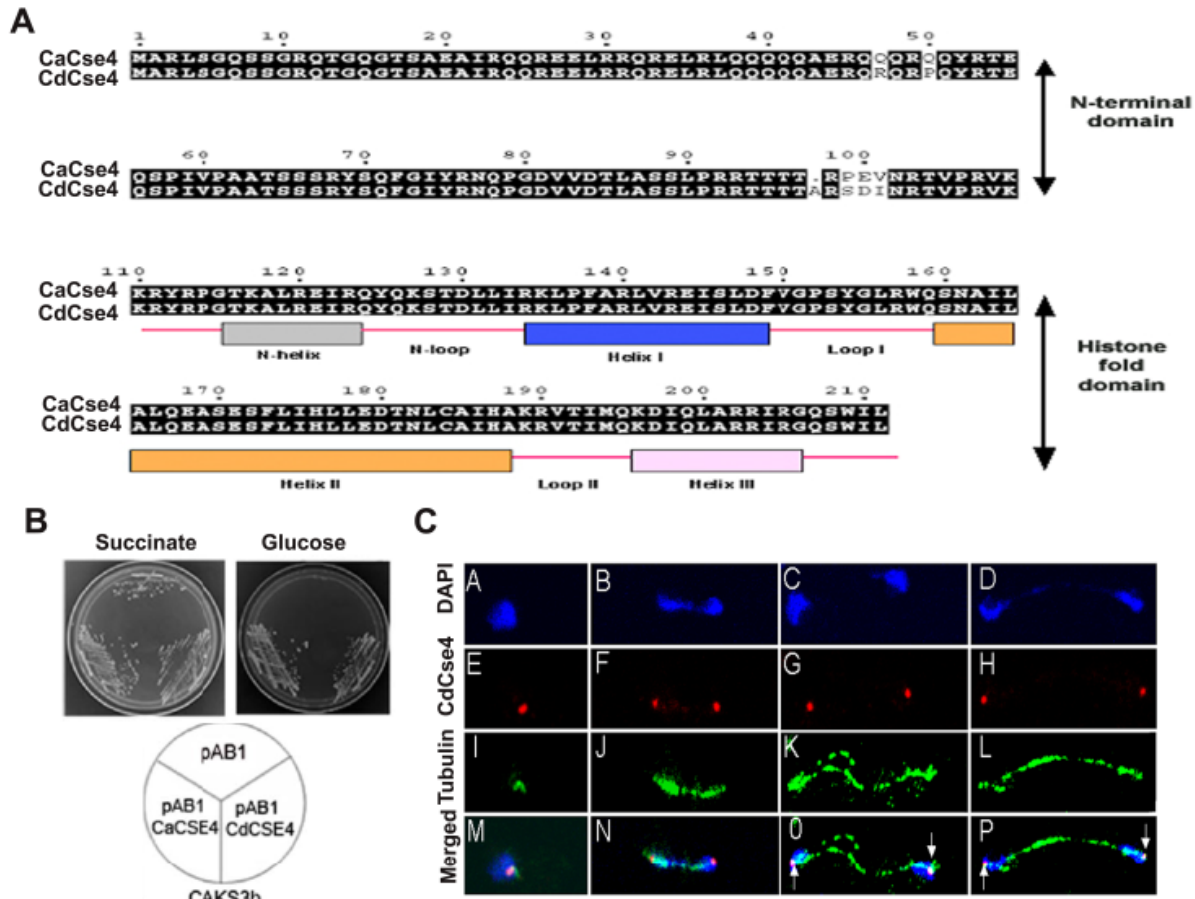 A
1 10 20 30 40 50
CaCse4 MARLSGQSSGRQTGQGTSAEAIRQQREELRRQRELRLQQQQQAERQQQRQQYRTE
CdCse4 MARLSGQSSGRQTGQGTSAEAIRQQREELRRQRELRLQQQQQAERQRQRPQYRTE
N-terminal
domain
60 70 80 90 100
CaCse4 QSPIVPAATSSSRYSQFGIYRNQPGDVVDTLASSLPRRTTTT.RPEVNRTVPRVK
CdCse4 QSPIVPAATSSSRYSQFGIYRNQPGDVVDTLASSLPRRTTTTARSDINRTVPRVK
110 120 130 140 150 160
CaCse4 KRYRPGTKALREIRQYQKSTDLLIRKLPFARLVREISLDFVGPSYGLRWQSNAIL
CdCse4 KRYRPGTKALREIRQYQKSTDLLIRKLPFARLVREISLDFVGPSYGLRWQSNAIL
N-helix N-loop Helix I Loop I
Histone
fold
domain
170 180 190 200 210
CaCse4 ALQEASESFLIHLLEDTNLCAIHAKRVTIMQKDIQLARRIRGQSWIL
CdCse4 ALQEASESFLIHLLEDTNLCAIHAKRVTIMQKDIQLARRIRGQSWIL
Helix II Loop II Helix III
B
Succinate Glucose
pAB1
pAB1 pAB1
CaCSE4 CdCSE4
CAKS3b
C
DAPI A B C D
CdCse4 E F G H
Tubulin I J K L
Merged M N O P